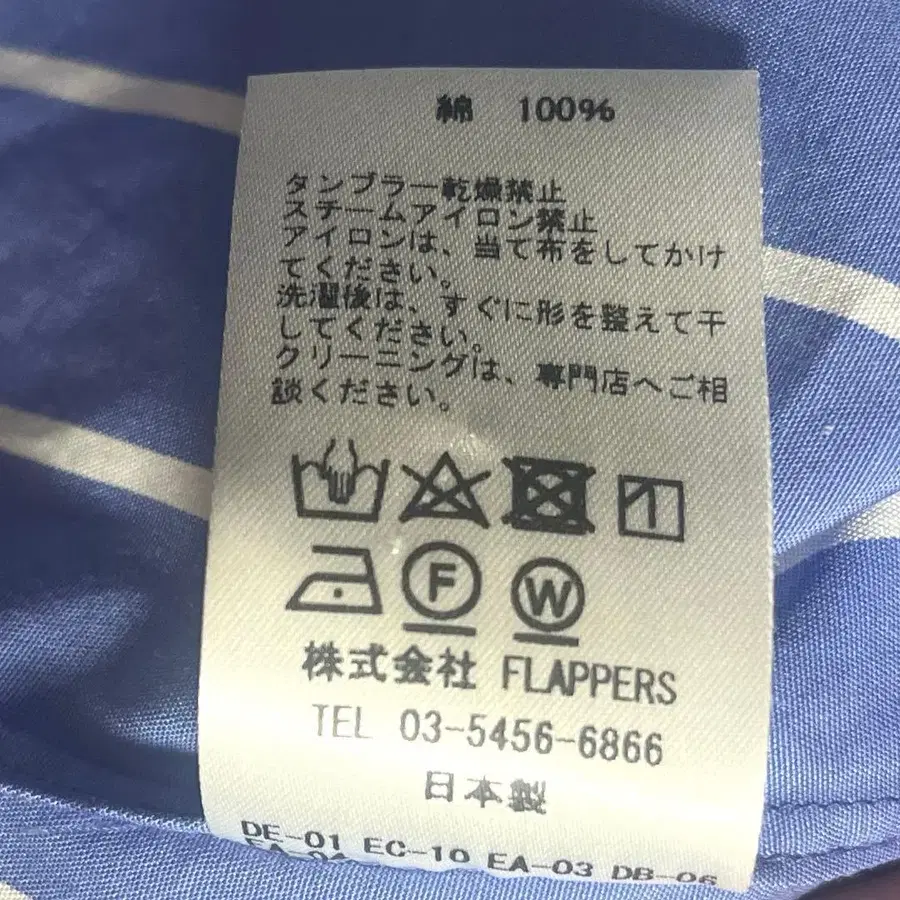 綿 100%
タンブラー乾燥禁止
スチームアイロン禁止
アイロンは、当て布をしてかけ
てください。
洗濯後は、すぐに形を整えて干
してください。
クリーニングは、専門店へご相
談ください。
F W
株式会社 FLAPPERS
TEL 03-5456-6866
日本製
DE-01 EC-10 EA-03 DB-06